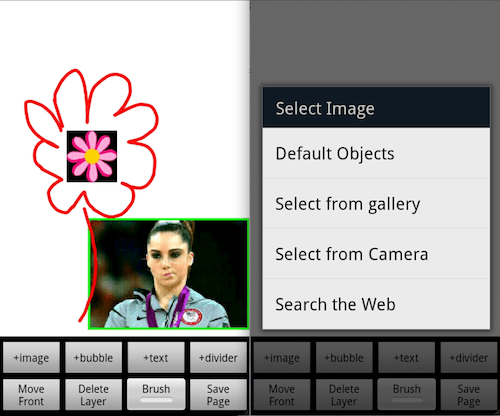 +image
+bubble
+text
+divider
Move
Front
Delete
Layer
Brush
Save
Page
Select Image
Default Objects
Select from gallery
Select from Camera
Search the Web
+image
+bubble
+text
+divider
Move
Front
Delete
Layer
Brush
Save
Page